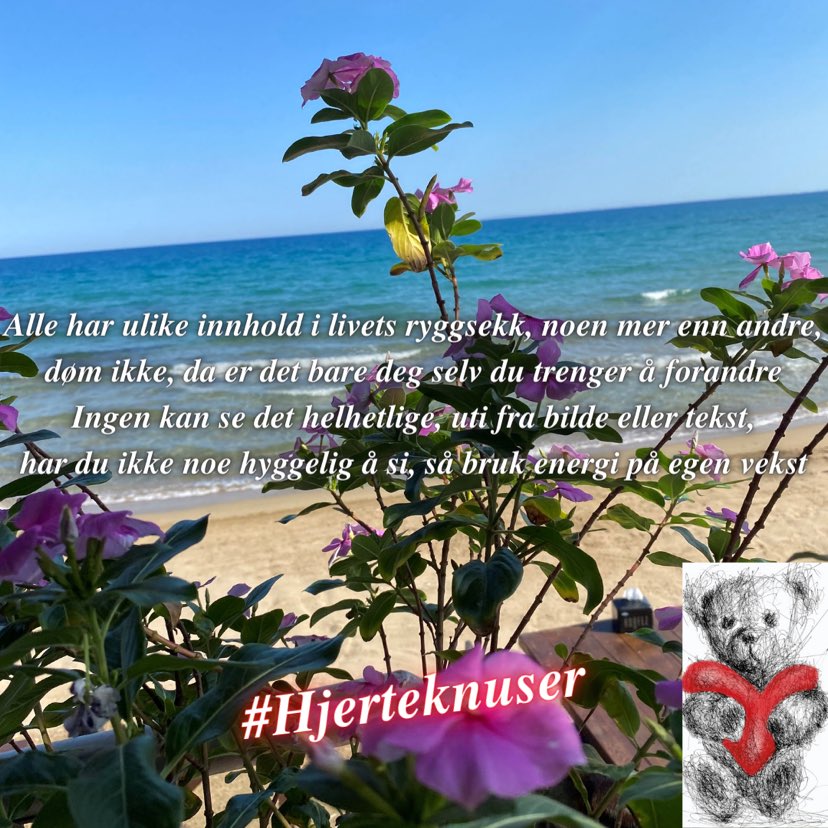 Alle har ulike innhold i livets ryggsekk, noen mer enn andre,
døm ikke, da er det bare deg selv du trenger å forandre
Ingen kan se det helhetlige, uti fra bilde eller tekst,
har du ikke noe hyggelig å si, så bruk energi på egen vekst
#Hjerteknuser